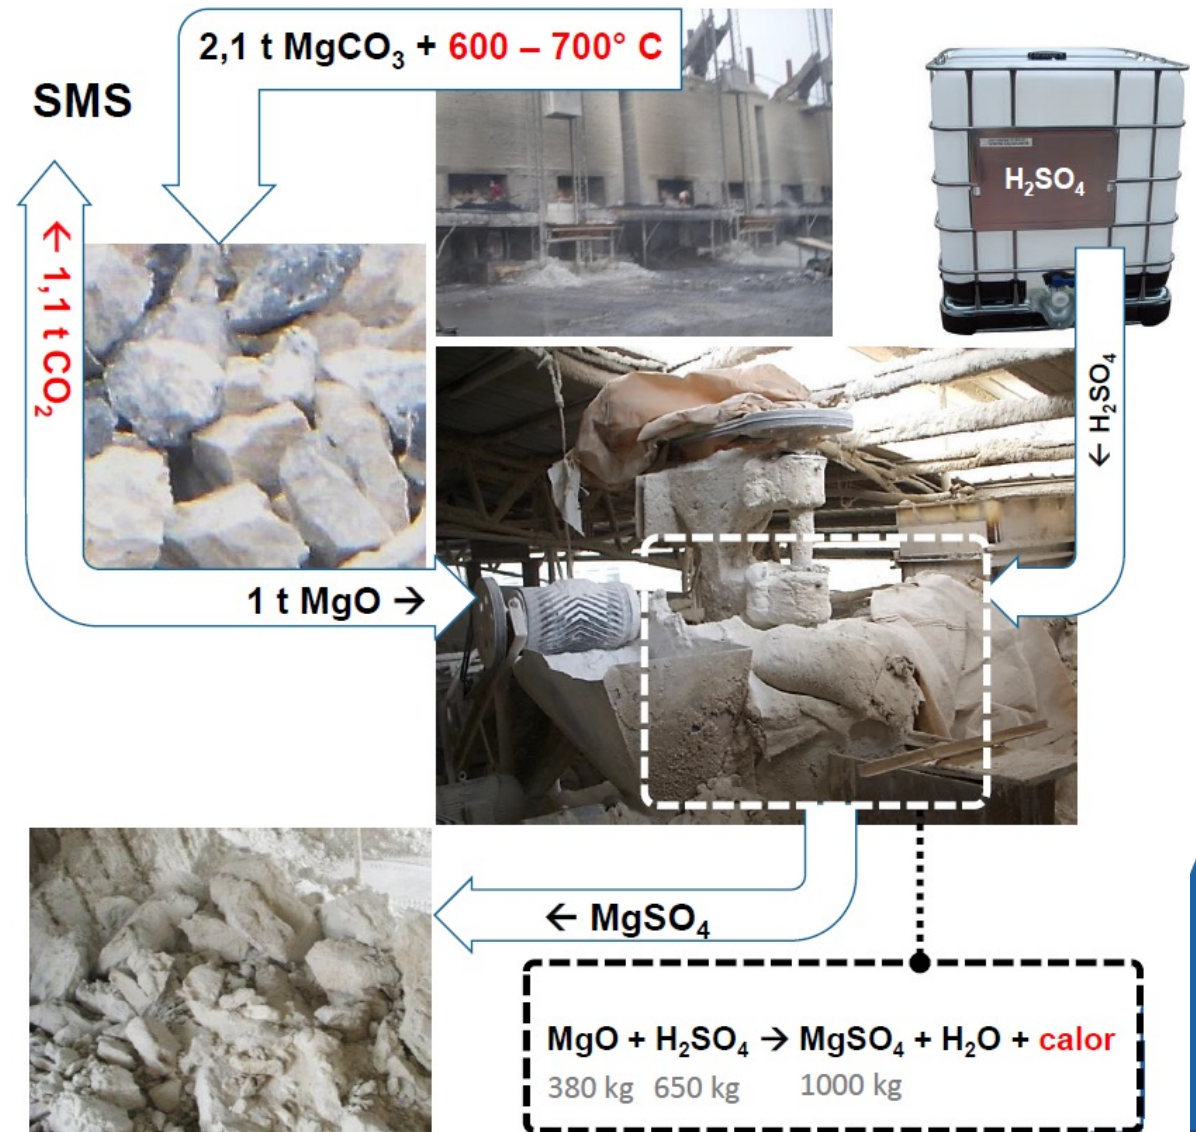 2,1 t MgCO₃ + 600 – 700° C
SMS
H₂SO₄
← 1,1 t CO₂
← H₂SO₄
1 t MgO →
← MgSO₄
MgO + H₂SO₄ → MgSO₄ + H₂O + calor
380 kg 650 kg 1000 kg